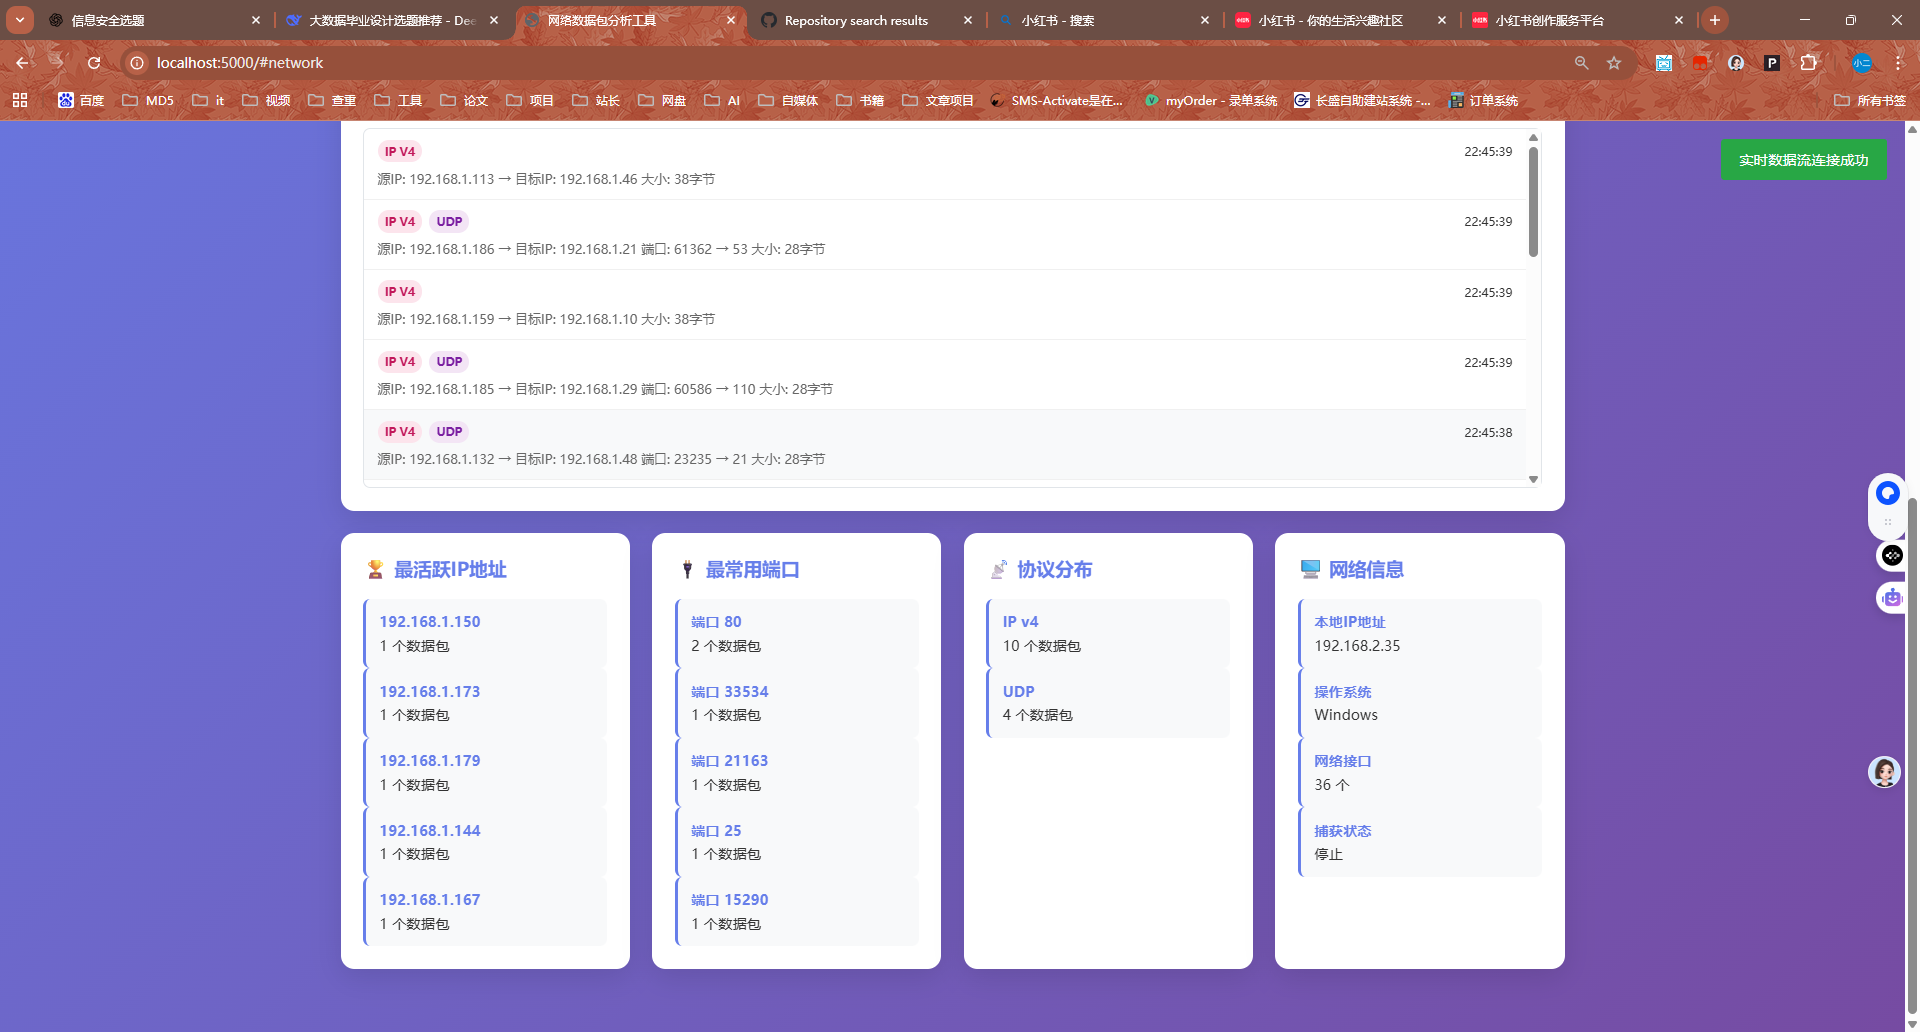 信息安全选题
大数据毕业设计选题推荐 - Dee
网络数据包分析工具
Repository search results
小红书 - 搜索
小红书 - 你的生活兴趣社区
小红书创作服务平台
localhost:5000/#network
百度
MD5
it
视频
查重
工具
论文
项目
站长
网盘
AI
自媒体
书籍
文章项目
SMS-Activate是在...
myOrder - 录单系统
长盛自助建站系统 -...
订单系统
所有书签
实时数据流连接成功
IP V4
22:45:39
源IP: 192.168.1.113 → 目标IP: 192.168.1.46 大小: 38字节
IP V4 UDP
22:45:39
源IP: 192.168.1.186 → 目标IP: 192.168.1.21 端口: 61362 → 53 大小: 28字节
IP V4
22:45:39
源IP: 192.168.1.159 → 目标IP: 192.168.1.10 大小: 38字节
IP V4 UDP
22:45:39
源IP: 192.168.1.185 → 目标IP: 192.168.1.29 端口: 60586 → 110 大小: 28字节
IP V4 UDP
22:45:38
源IP: 192.168.1.132 → 目标IP: 192.168.1.48 端口: 23235 → 21 大小: 28字节
最活跃IP地址
192.168.1.150
1 个数据包
192.168.1.173
1 个数据包
192.168.1.179
1 个数据包
192.168.1.144
1 个数据包
192.168.1.167
1 个数据包
最常用端口
端口 80
2 个数据包
端口 33534
1 个数据包
端口 21163
1 个数据包
端口 25
1 个数据包
端口 15290
1 个数据包
协议分布
IP v4
10 个数据包
UDP
4 个数据包
网络信息
本地IP地址
192.168.2.35
操作系统
Windows
网络接口
36 个
捕获状态
停止